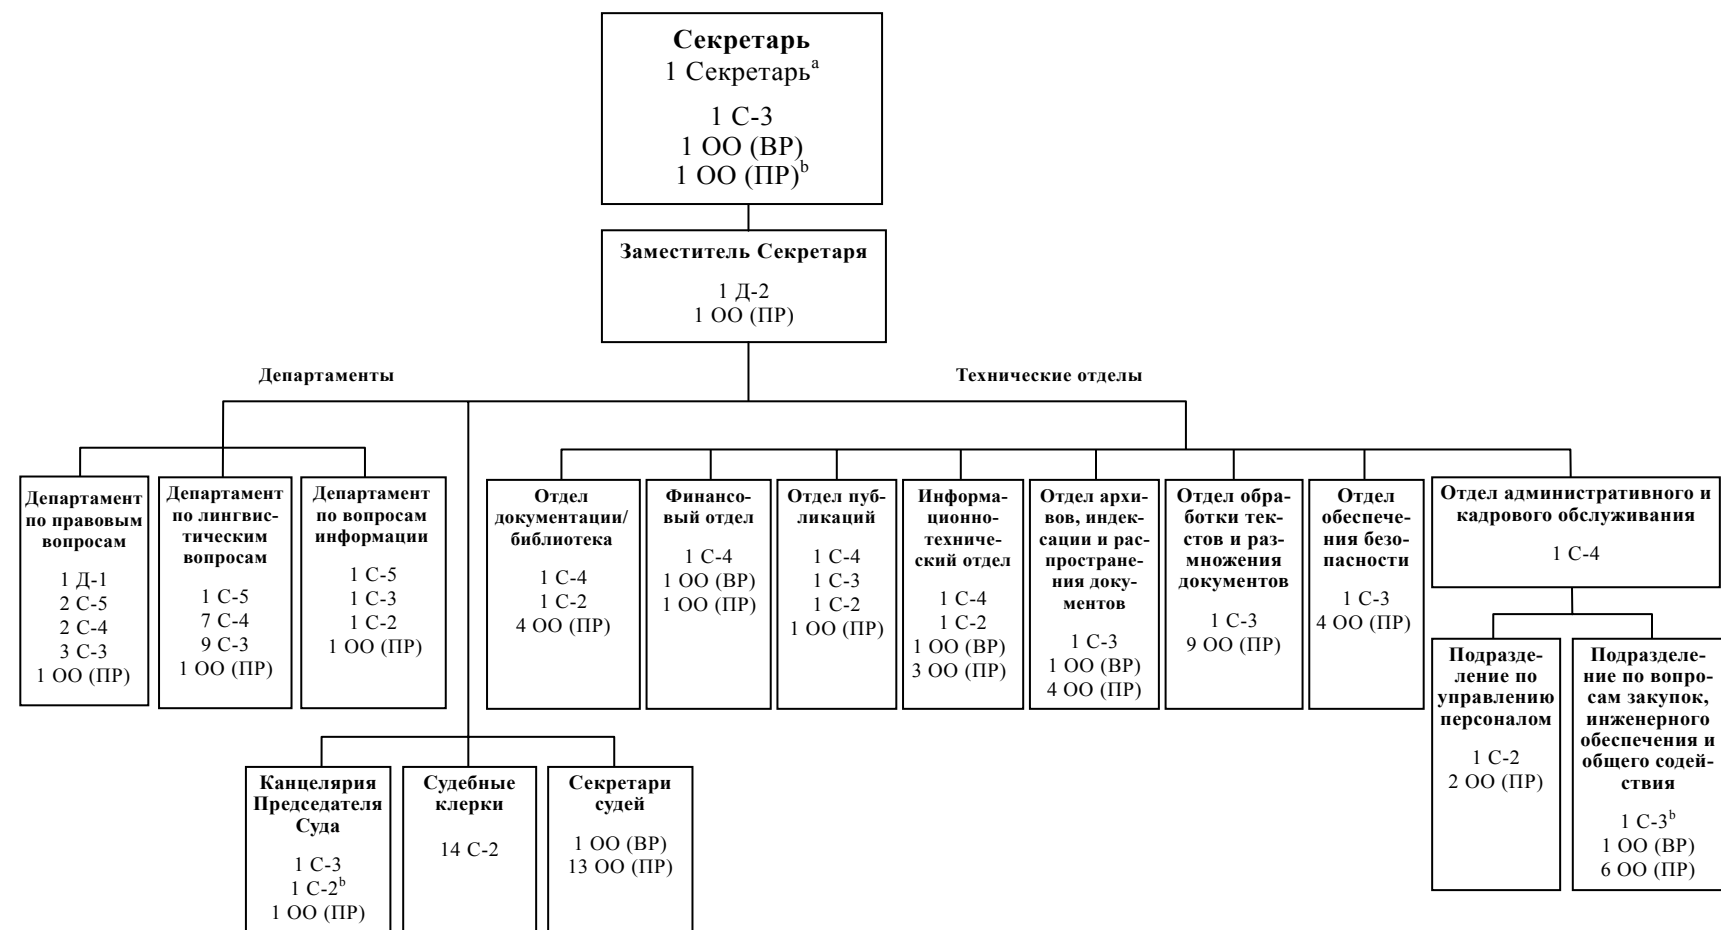 Секретарь
1 Секретарьᵃ
1 С-3
1 ОО (ВР)
1 ОО (ПР)ᵇ
Заместитель Секретаря
1 Д-2
1 ОО (ПР)
Департаменты
Технические отделы
Департамент
по правовым
вопросам
1 Д-1
2 С-5
2 С-4
3 С-3
1 ОО (ПР)
Департамент
по лингвис-
тическим
вопросам
1 С-5
7 С-4
9 С-3
1 ОО (ПР)
Департамент
по вопросам
информации
1 С-5
1 С-3
1 С-2
1 ОО (ПР)
Отдел
документации/
библиотека
1 С-4
1 С-2
4 ОО (ПР)
Финансо-
вый отдел
1 С-4
1 ОО (ВР)
1 ОО (ПР)
Отдел пуб-
ликаций
1 С-4
1 С-3
1 С-2
1 ОО (ПР)
Информа-
ционно-
техниче-
ский отдел
1 С-4
1 С-2
1 ОО (ВР)
3 ОО (ПР)
Отдел архи-
вов, индек-
сации и рас-
простране-
ния доку-
ментов
1 С-3
1 ОО (ВР)
4 ОО (ПР)
Отдел обра-
ботки тек-
стов и раз-
множения
документов
1 С-3
9 ОО (ПР)
Отдел
обеспече-
ния безо-
пасности
1 С-3
4 ОО (ПР)
Отдел административного и
кадрового обслуживания
1 С-4
Подразде-
ление по
управлению
персоналом
1 С-2
2 ОО (ПР)
Подразделе-
ние по вопро-
сам закупок,
инженерного
обеспечения и
общего содей-
ствия
1 С-3ᵇ
1 ОО (ВР)
6 ОО (ПР)
Канцелярия
Председателя
Суда
1 С-3
1 С-2ᵇ
1 ОО (ПР)
Судебные
клерки
14 С-2
Секретари
судей
1 ОО (ВР)
13 ОО (ПР)